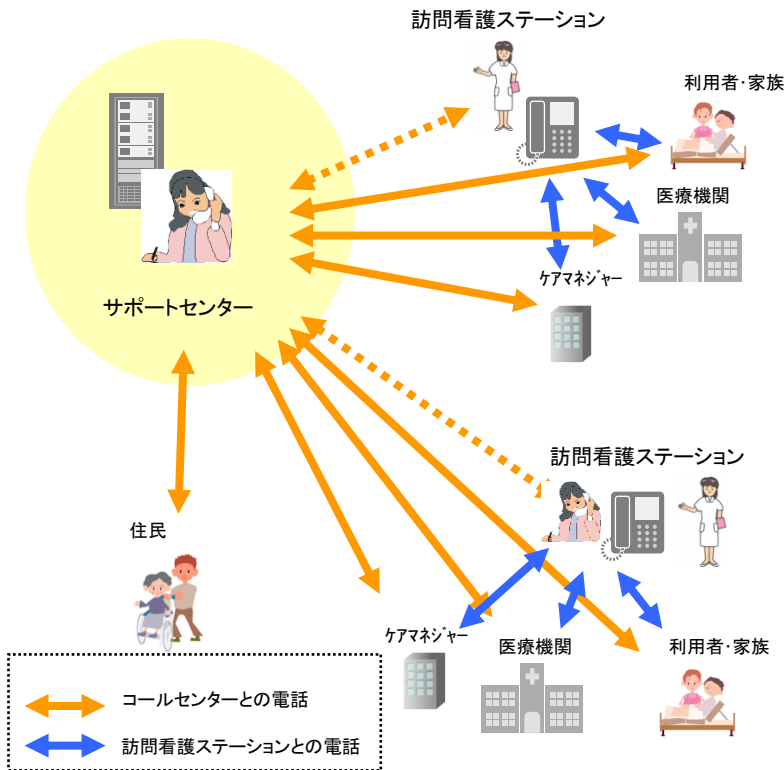 訪問看護ステーション
利用者・家族
医療機関
ケアマネジャー
サポートセンター
訪問看護ステーション
住民
ケアマネジャー
医療機関
利用者・家族
コールセンターとの電話
訪問看護ステーションとの電話